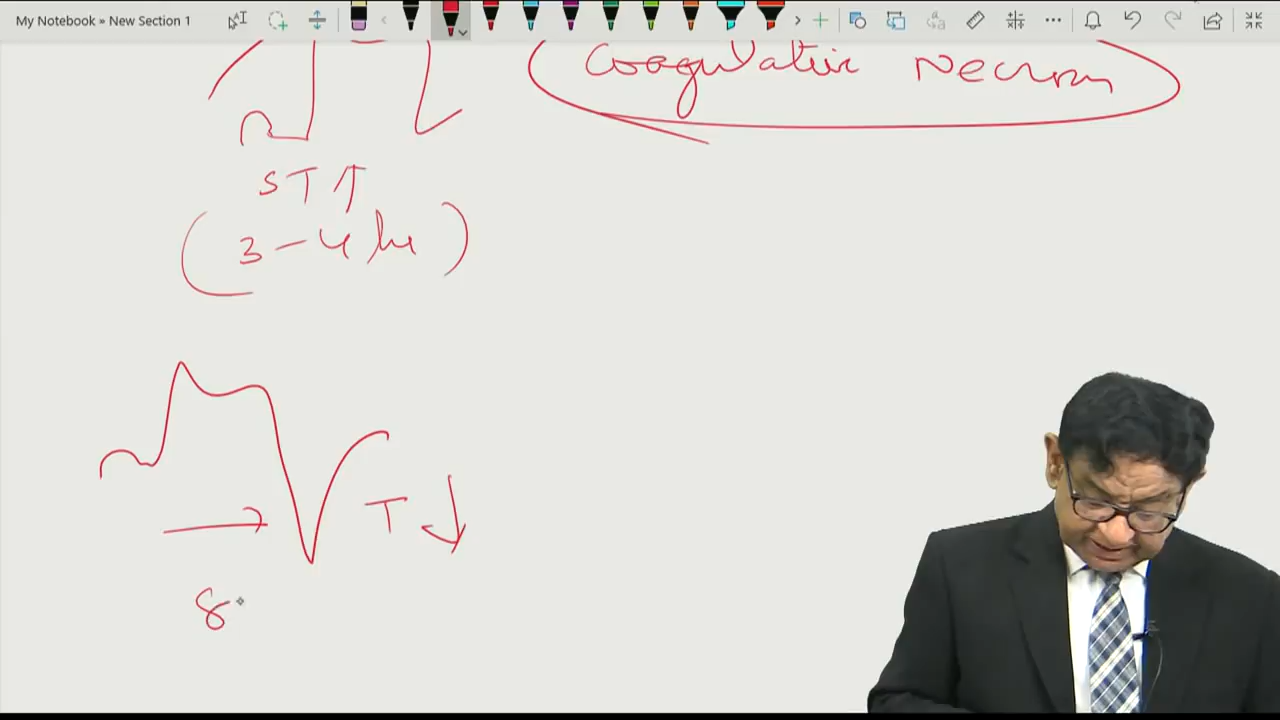 My Notebook » New Section 1
Coagulative Necrosis
ST↑
(3-4 hr)
T↓
8